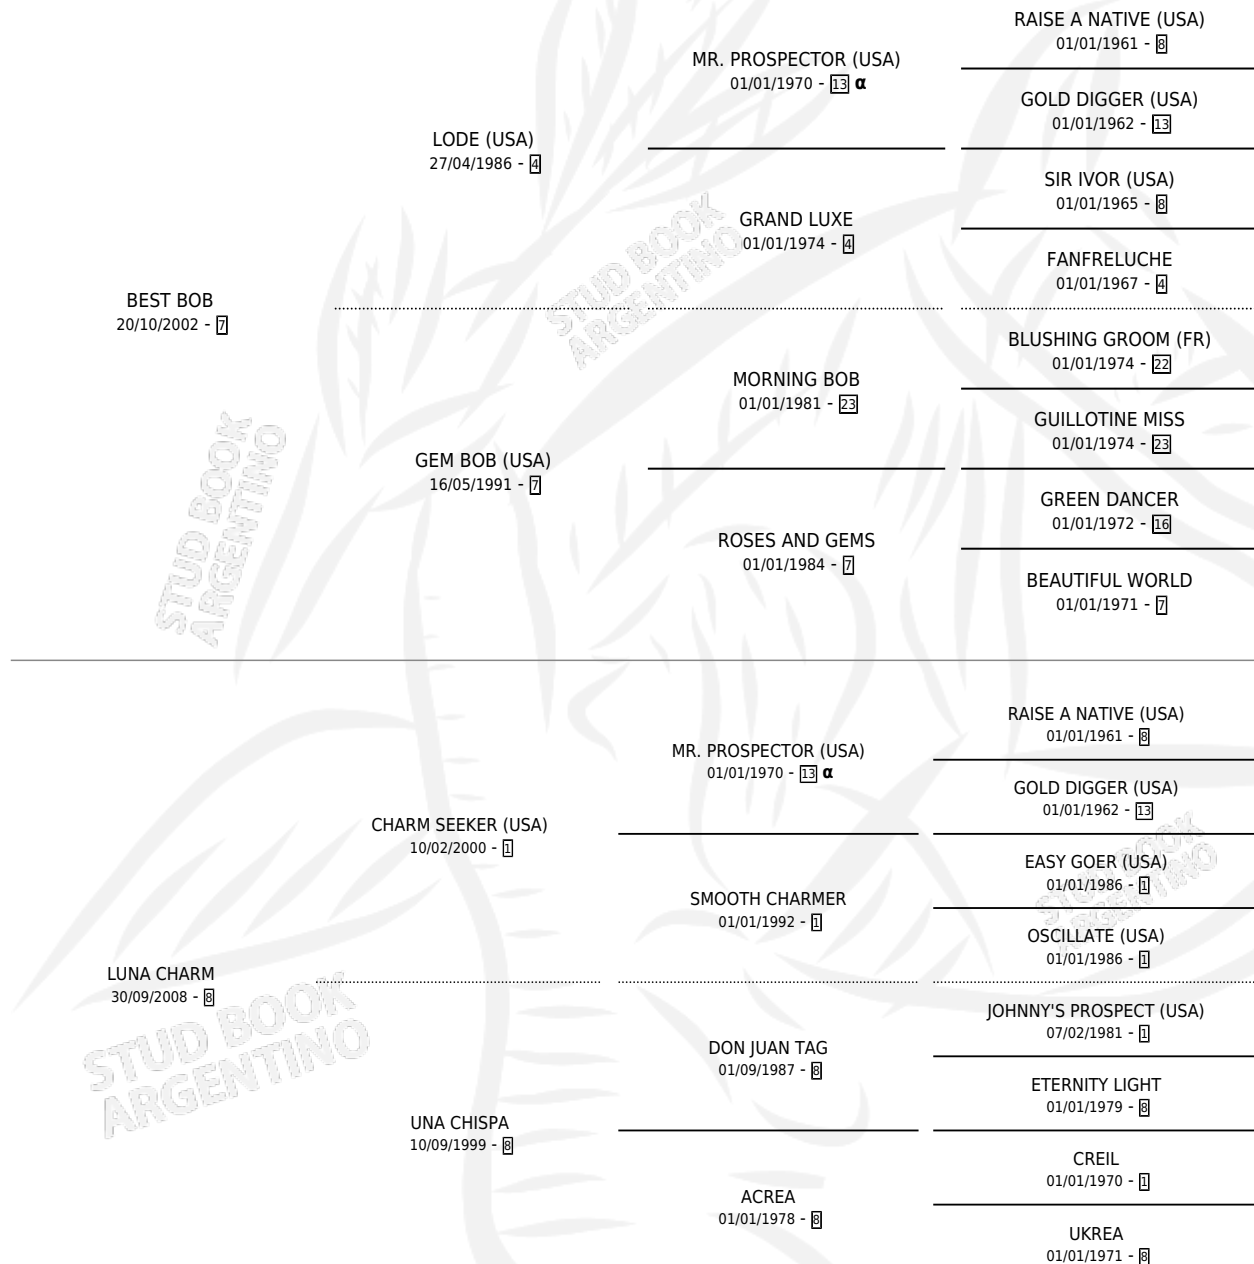 RAISE A NATIVE (USA)
01/01/1961 - 8
MR. PROSPECTOR (USA)
01/01/1970 - 13 α
GOLD DIGGER (USA)
01/01/1962 - 13
LODE (USA)
27/04/1986 - 4
SIR IVOR (USA)
01/01/1965 - 8
GRAND LUXE
01/01/1974 - 4
FANFRELUCHE
01/01/1967 - 4
BEST BOB
20/10/2002 - 7
BLUSHING GROOM (FR)
01/01/1974 - 22
MORNING BOB
01/01/1981 - 23
GUILLOTINE MISS
01/01/1974 - 23
GEM BOB (USA)
16/05/1991 - 7
GREEN DANCER
01/01/1972 - 16
ROSES AND GEMS
01/01/1984 - 7
BEAUTIFUL WORLD
01/01/1971 - 7
RAISE A NATIVE (USA)
01/01/1961 - 8
MR. PROSPECTOR (USA)
01/01/1970 - 13 α
GOLD DIGGER (USA)
01/01/1962 - 13
CHARM SEEKER (USA)
10/02/2000 - 1
EASY GOER (USA)
01/01/1986 - 1
SMOOTH CHARMER
01/01/1992 - 1
OSCILLATE (USA)
01/01/1986 - 1
LUNA CHARM
30/09/2008 - 8
JOHNNY'S PROSPECT (USA)
07/02/1981 - 1
DON JUAN TAG
01/09/1987 - 8
ETERNITY LIGHT
01/01/1979 - 8
UNA CHISPA
10/09/1999 - 8
CREIL
01/01/1970 - 1
ACREA
01/01/1978 - 8
UKREA
01/01/1971 - 8
STUD BOOK
ARGENTINO
STUD BOOK
ARGENTINO
STUD BOOK
ARGENTINO
STUD BOOK
ARGENTINO